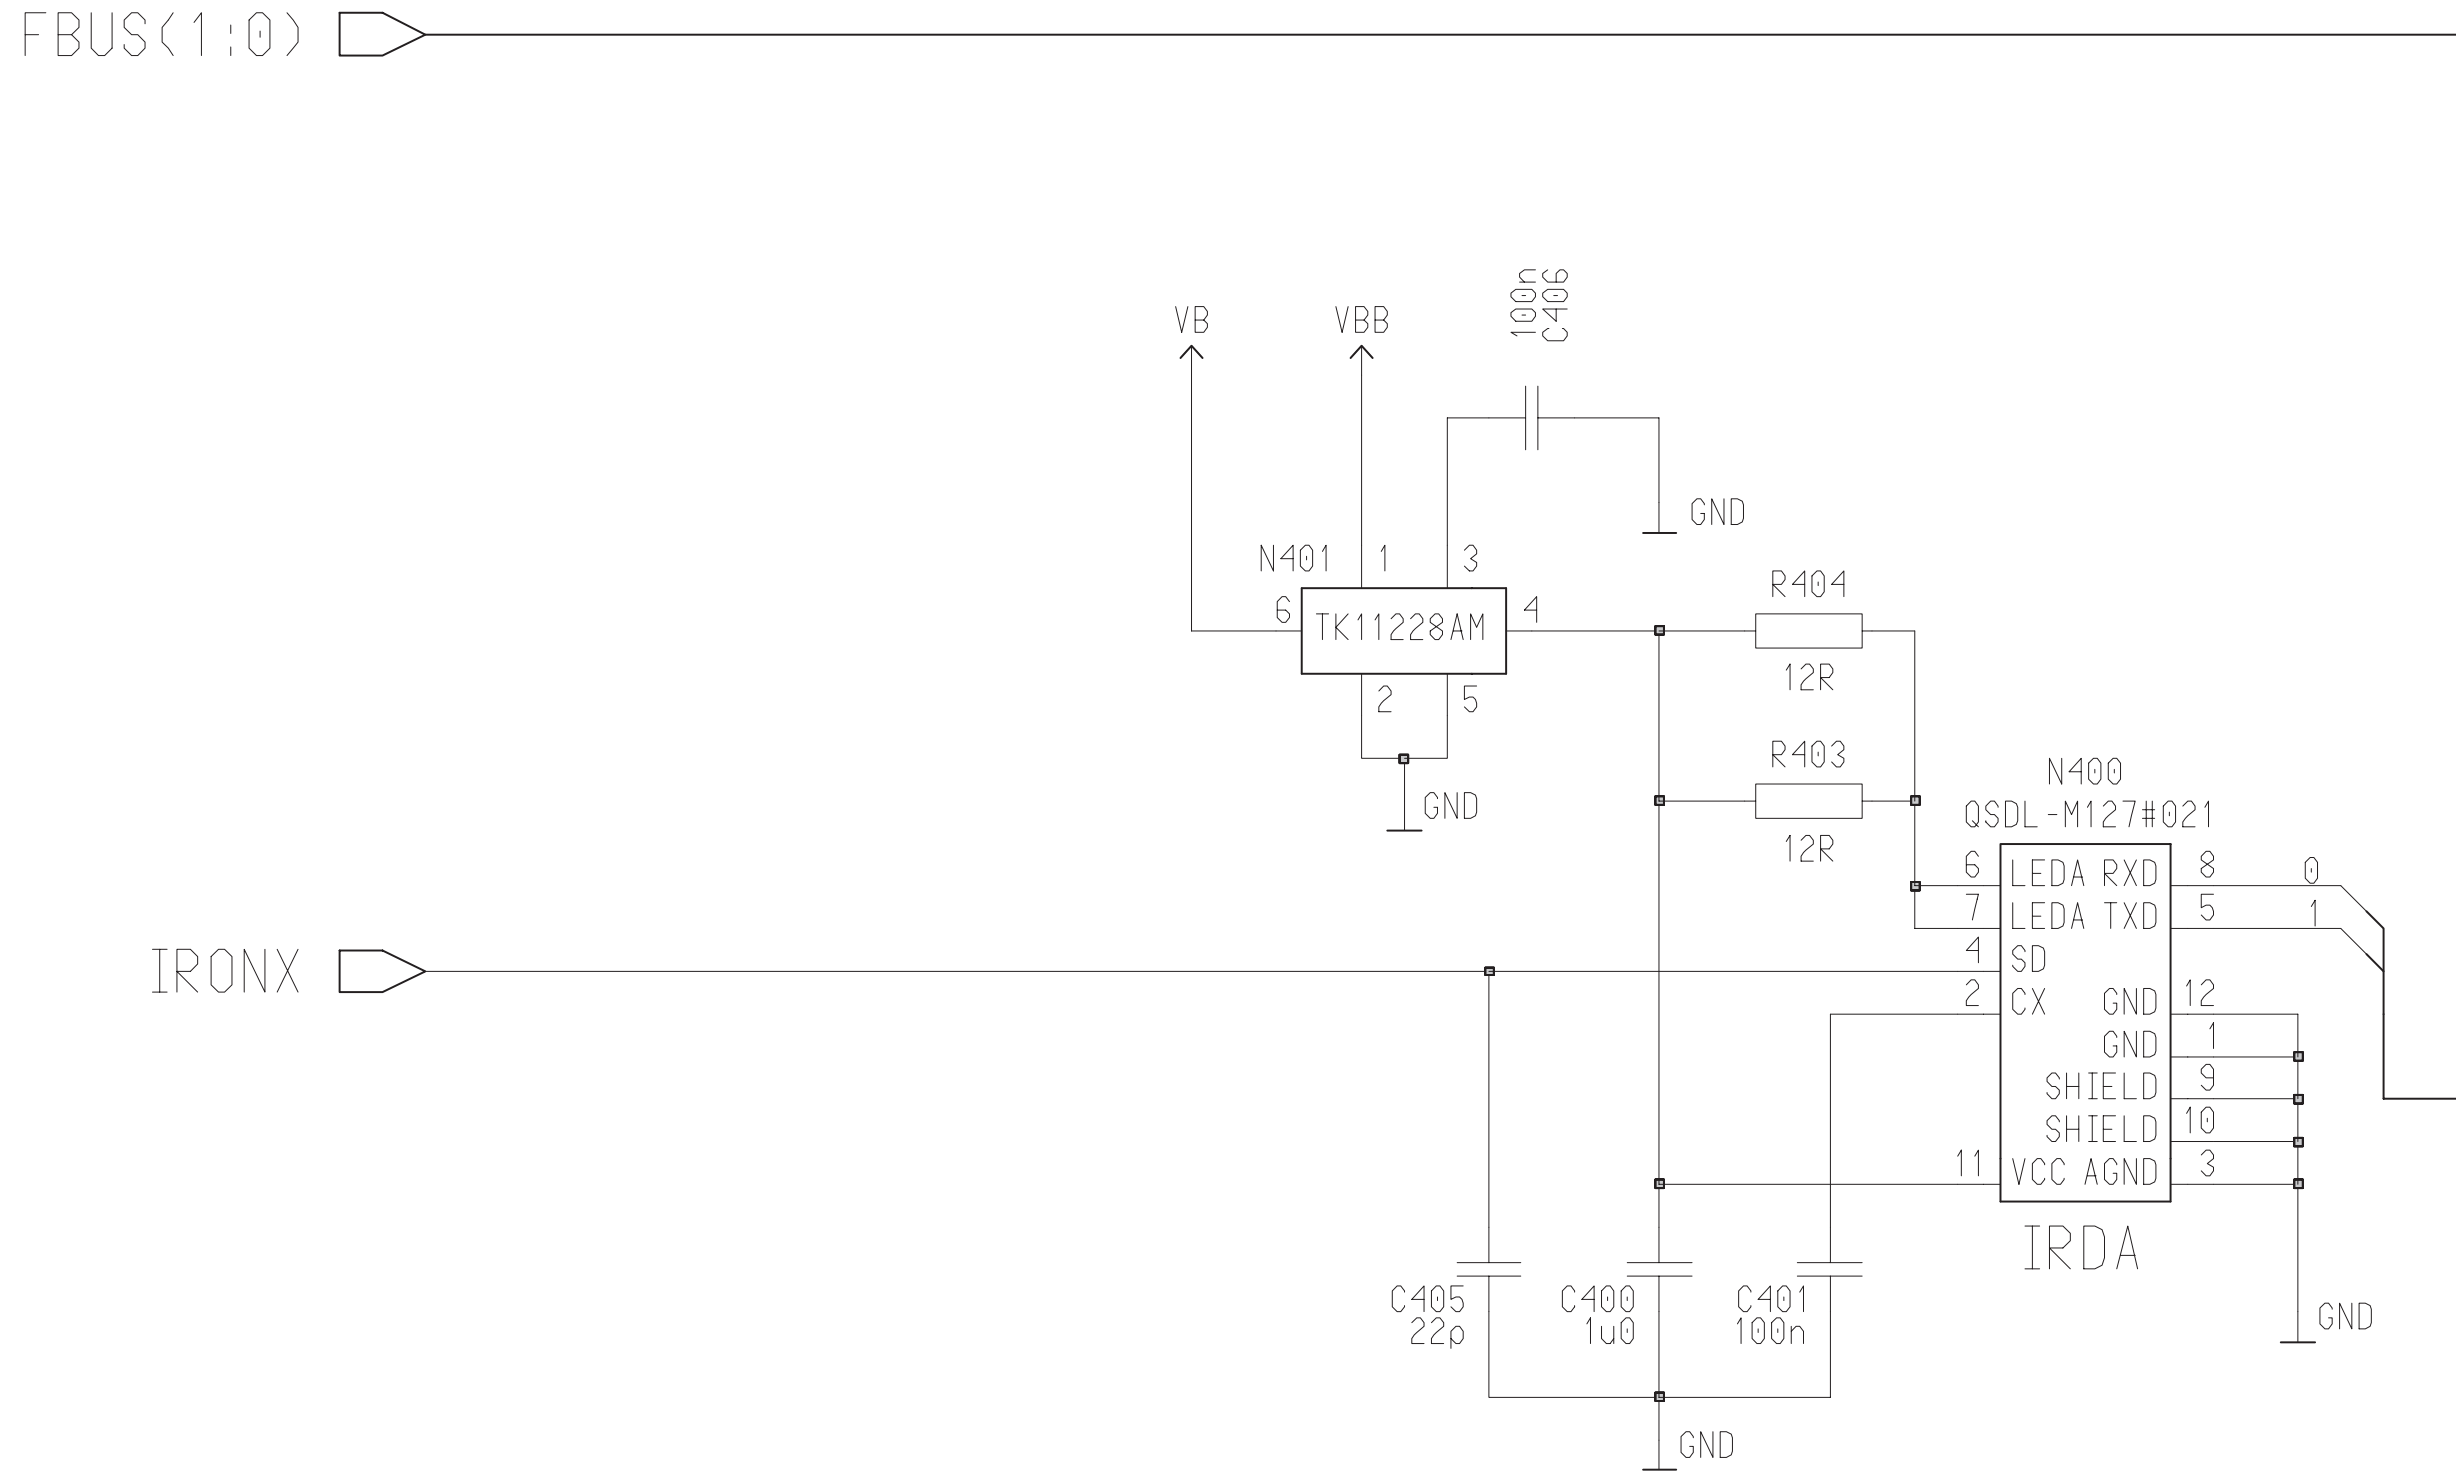 FBUS(1:0)
VB
VBB
100n
C406
GND
N401
1
3
6
TK11228AM
4
2
5
GND
R404
12R
R403
12R
N400
QSDL-M127#021
6
LEDA
RXD
8
0
7
LEDA
TXD
5
1
IRONX
4
SD
2
CX
GND
12
GND
1
SHIELD
9
SHIELD
10
11
VCC
AGND
3
IRDA
C405
22p
C400
1u0
C401
100n
GND
GND